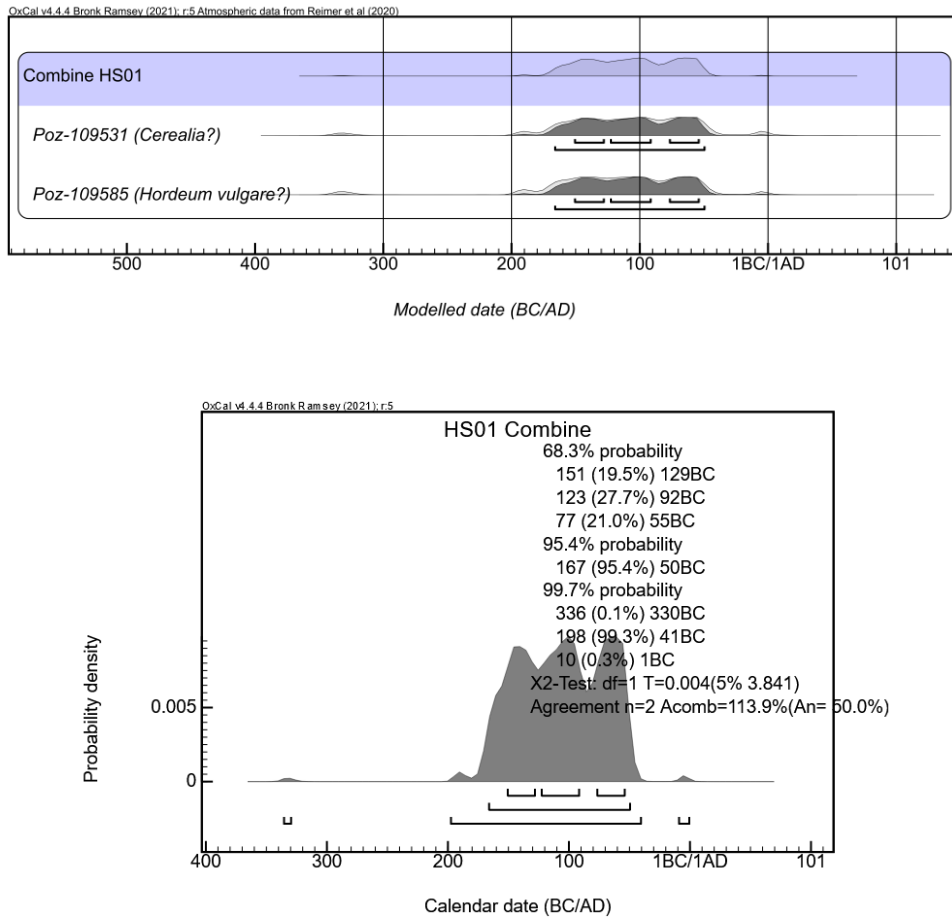 OxCal v4.4.4 Bronk Ramsey (2021); r:5 Atmospheric data from Reimer et al (2020)
Combine HS01
Poz-109531 (Cerealia?)
Poz-109585 (Hordeum vulgare?)
500 400 300 200 100 1BC/1AD 101
Modelled date (BC/AD)
OxCal v4.4.4 Bronk Ramsey (2021); r:5
HS01 Combine
68.3% probability
151 (19.5%) 129BC
123 (27.7%) 92BC
77 (21.0%) 55BC
95.4% probability
167 (95.4%) 50BC
99.7% probability
336 (0.1%) 330BC
198 (99.3%) 41BC
10 (0.3%) 1BC
X2-Test: df=1 T=0.004(5% 3.841)
Agreement n=2 Acomb=113.9%(An= 50.0%)
Probability density
0.005
0
400 300 200 100 1BC/1AD 101
Calendar date (BC/AD)